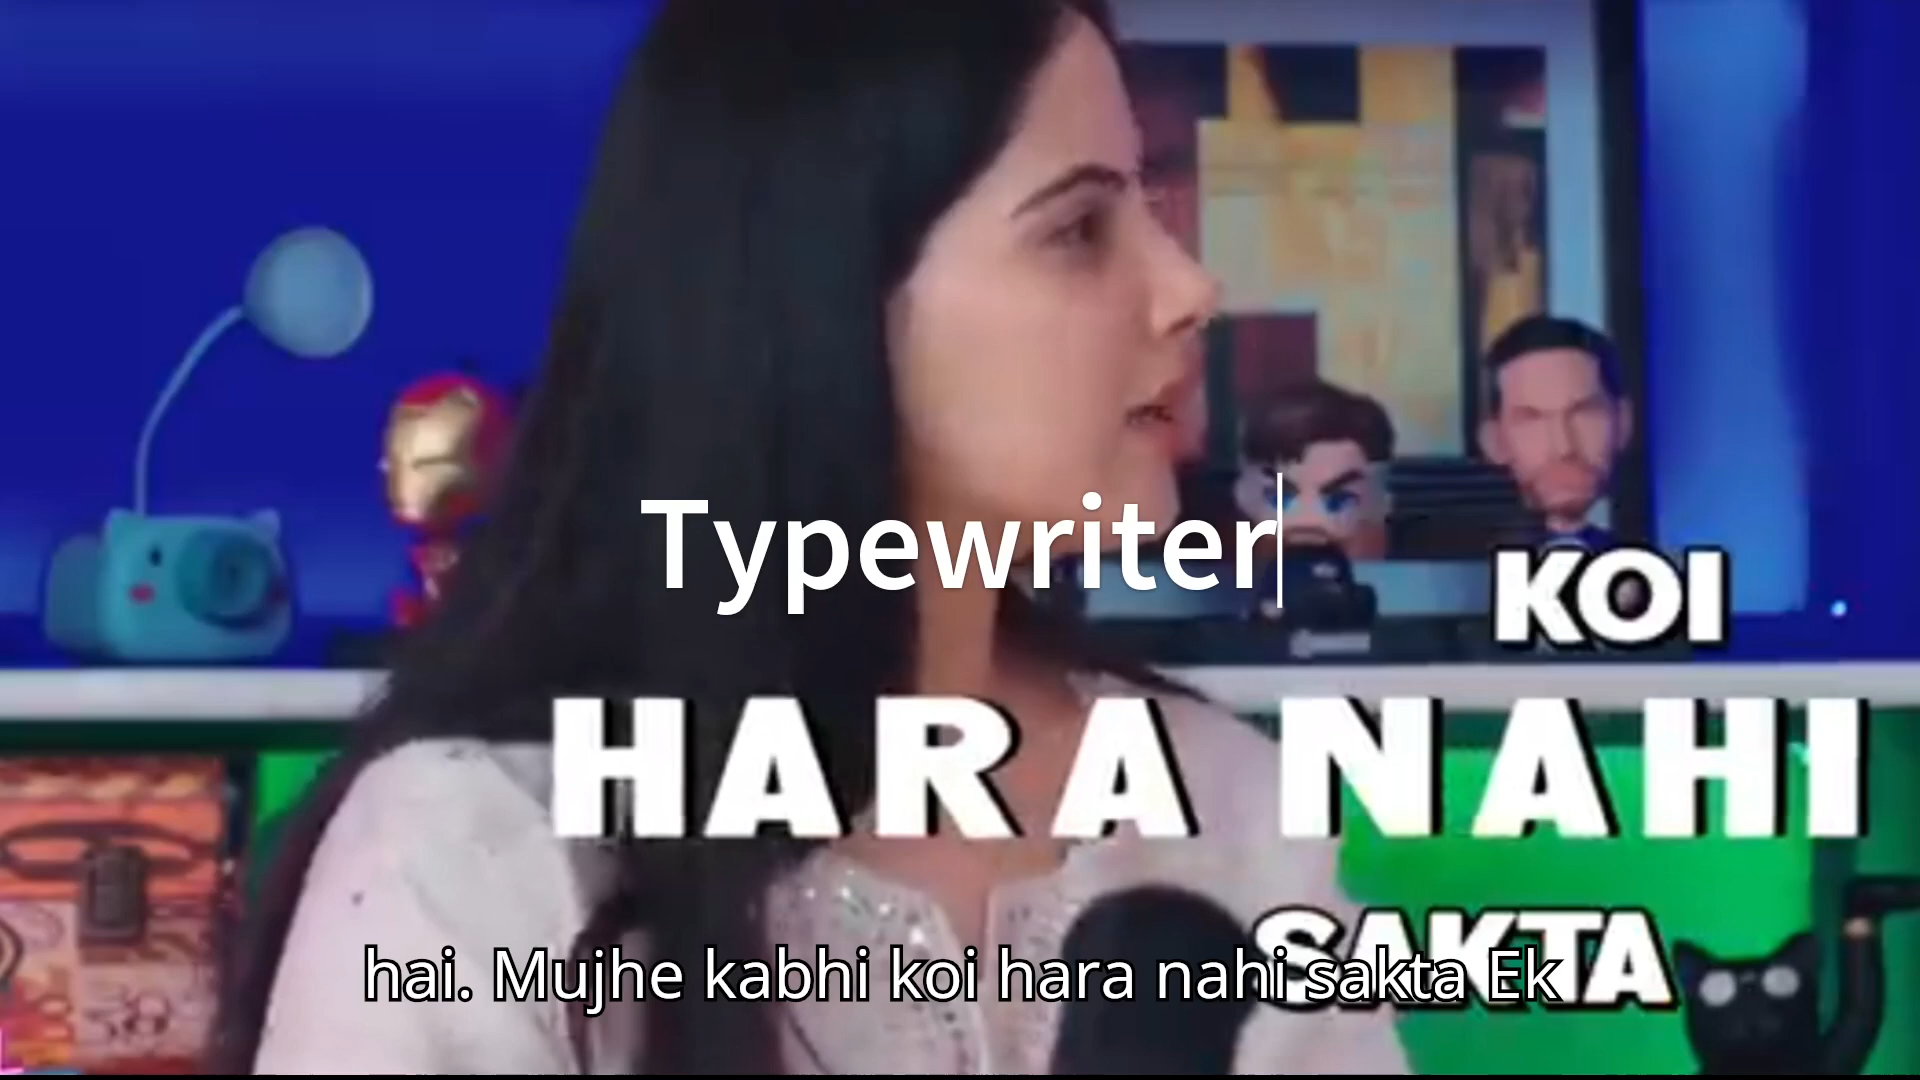 Typewriter
KOI
HARA NAHI
SAKTA
hai. Mujhe kabhi koi hara nahi sakta Ek